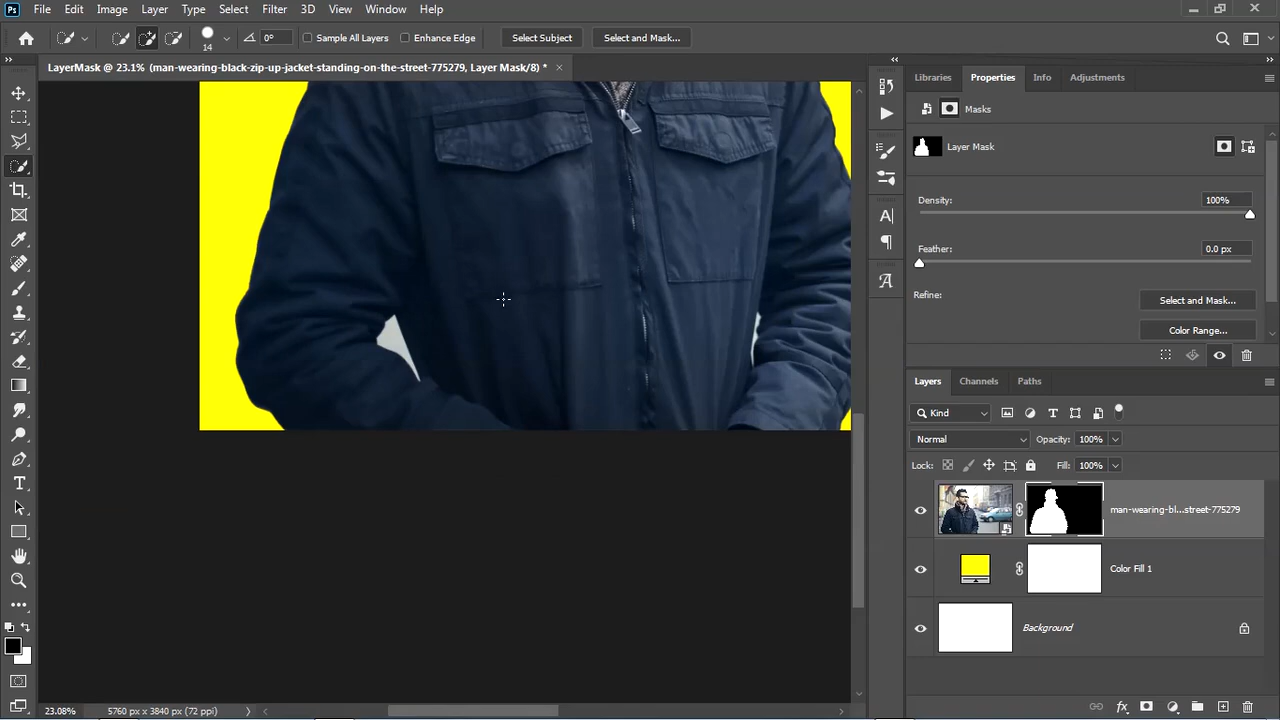 Ps File Edit Image Layer Type Select Filter 3D View Window Help
14 0° Sample All Layers Enhance Edge Select Subject Select and Mask...
LayerMask @ 23.1% (man-wearing-black-zip-up-jacket-standing-on-the-street-775279, Layer Mask/8) * ×
Libraries Properties Info Adjustments
Masks
Layer Mask
Density: 100%
Feather: 0.0 px
Refine: Select and Mask...
Color Range...
Layers Channels Paths
Kind
Normal Opacity: 100%
Lock: Fill: 100%
man-wearing-bl...street-775279
Color Fill 1
Background
23.08% 5760 px x 3840 px (72 ppi)